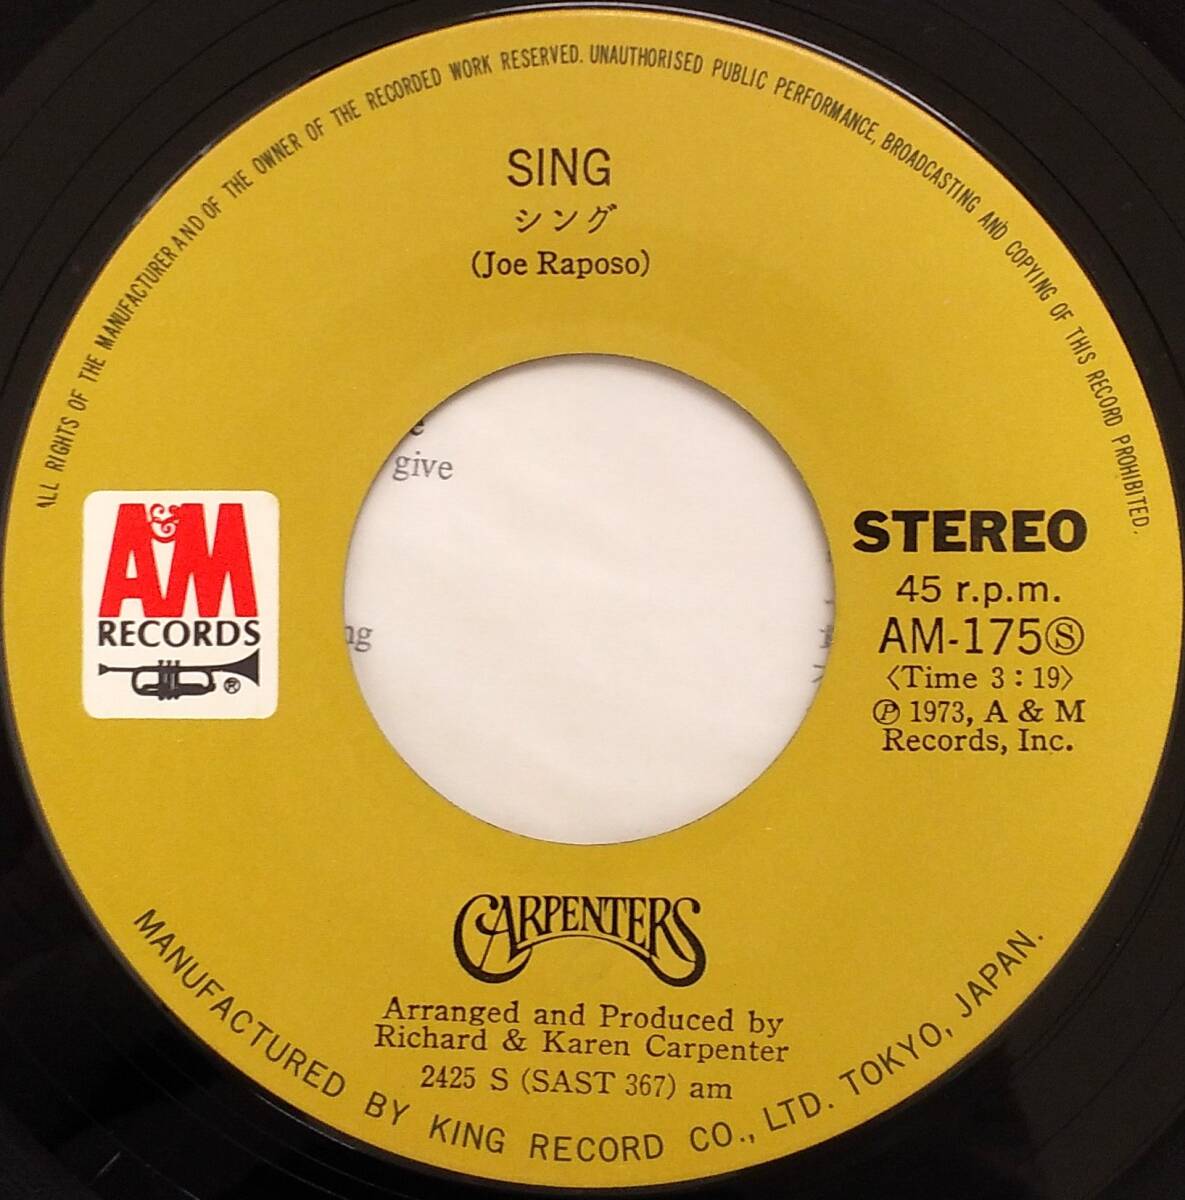 ALL RIGHTS OF THE MANUFACTURER AND OF THE OWNER OF THE RECORDED WORK RESERVED. UNAUTHORISED PUBLIC PERFORMANCE, BROADCASTING AND COPYING OF THIS RECORD PROHIBITED.
SING
シング
(Joe Raposo)
give
A&M
RECORDS
®
STEREO
45 r.p.m.
AM-175Ⓢ
〈Time 3:19〉
Ⓟ 1973, A & M
Records, Inc.
CARPENTERS
Arranged and Produced by
Richard & Karen Carpenter
2425 S (SAST 367) am
MANUFACTURED BY KING RECORD CO., LTD. TOKYO, JAPAN.